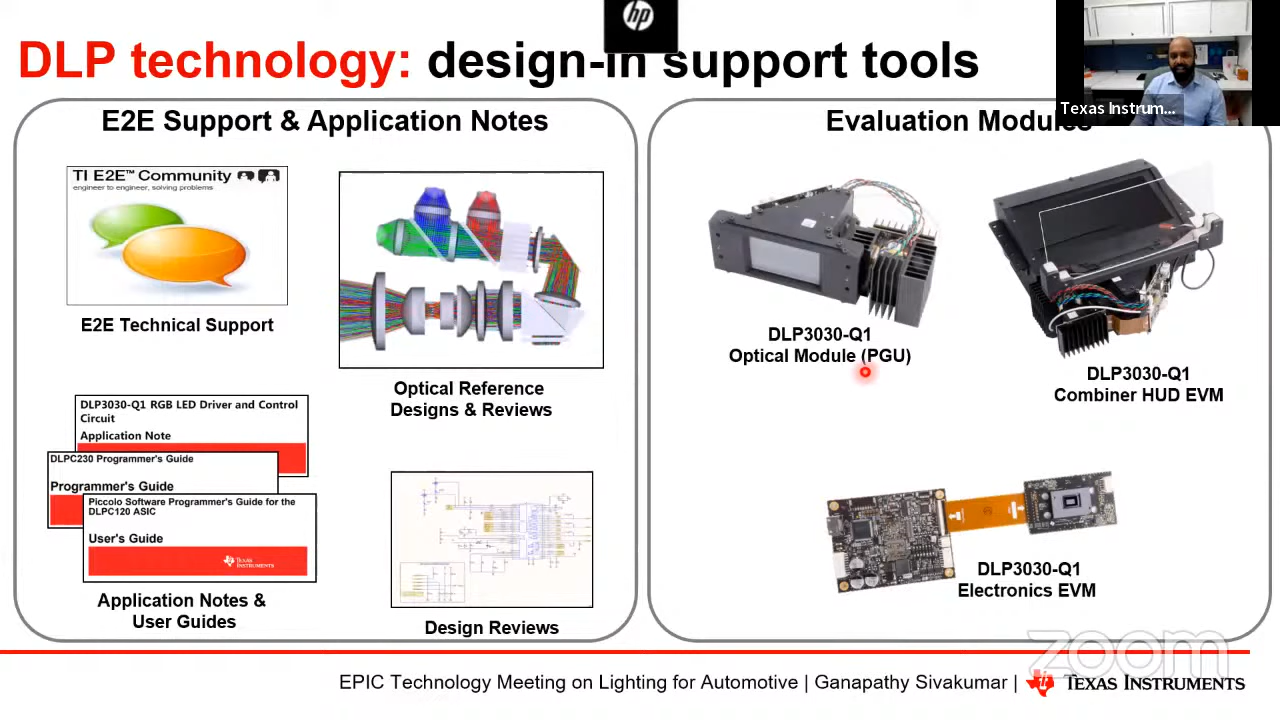 hp
DLP technology: design-in support tools
Texas Instrum...
E2E Support & Application Notes
TI E2E™ Community
engineer to engineer, solving problems
E2E Technical Support
Optical Reference
Designs & Reviews
DLP3030-Q1 RGB LED Driver and Control
Circuit
Application Note
DLPC230 Programmer's Guide
Programmer's Guide
Piccolo Software Programmer's Guide for the
DLPC120 ASIC
User's Guide
TEXAS
INSTRUMENTS
Application Notes &
User Guides
Design Reviews
Evaluation Modules
DLP3030-Q1
Optical Module (PGU)
DLP3030-Q1
Combiner HUD EVM
DLP3030-Q1
Electronics EVM
zoom
EPIC Technology Meeting on Lighting for Automotive | Ganapathy Sivakumar |
TEXAS INSTRUMENTS